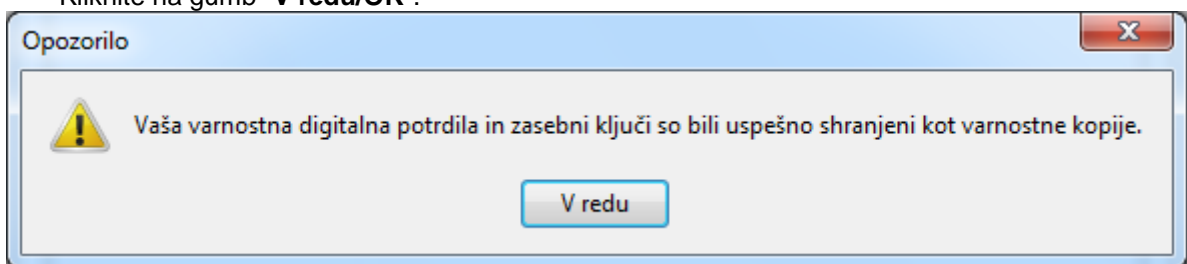 Kliknite na gumb "V redu/OK".
Opozorilo
Vaša varnostna digitalna potrdila in zasebni ključi so bili uspešno shranjeni kot varnostne kopije.
V redu